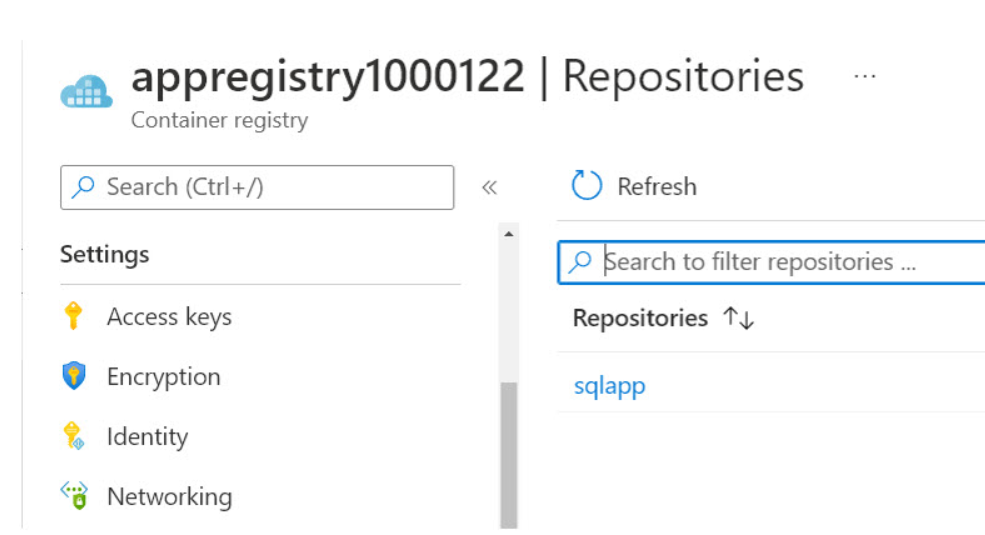 appregistry1000122 | Repositories ...
Container registry
Search (Ctrl+/)
«
Refresh
Settings
Search to filter repositories ...
Access keys
Repositories ↑↓
Encryption
sqlapp
Identity
Networking